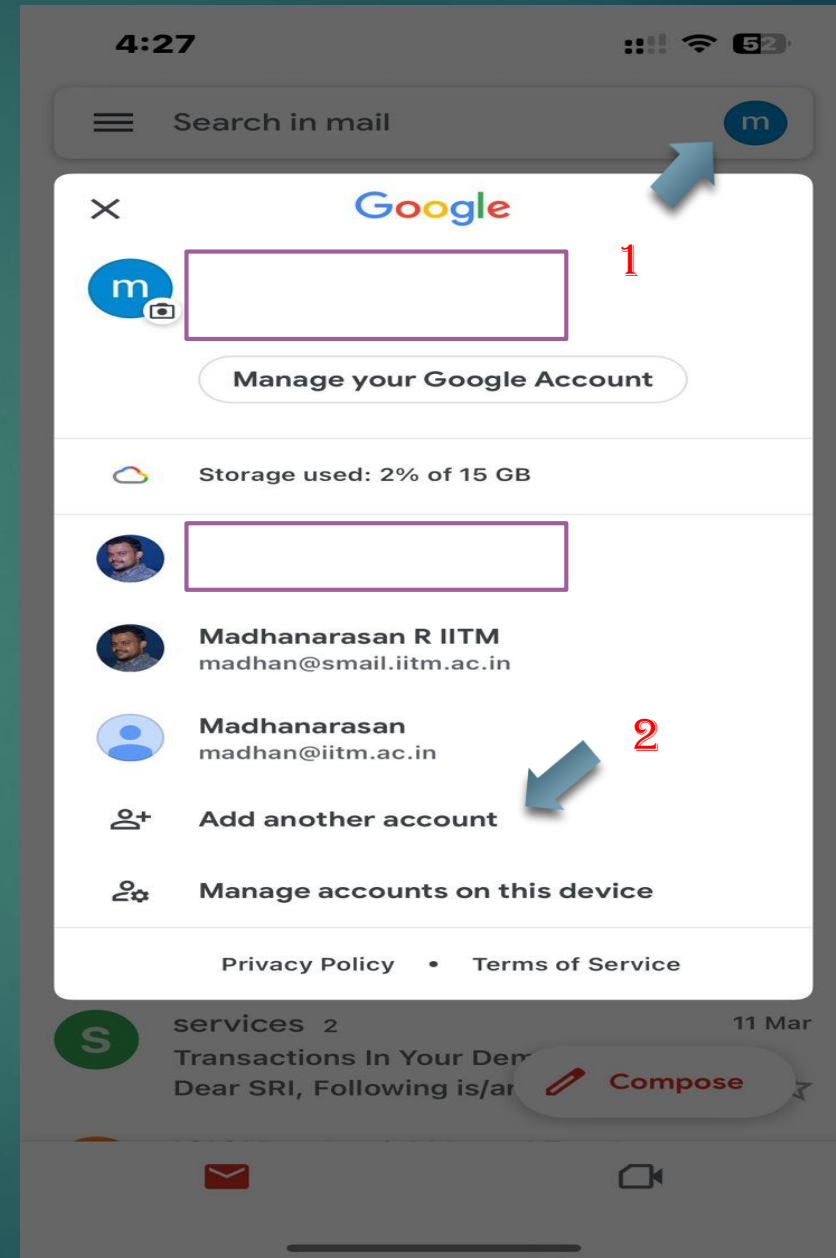 4:27
52
Search in mail
m
Google
1
m
Manage your Google Account
Storage used: 2% of 15 GB
Madhanarasan R IITM
madhan@smail.iitm.ac.in
Madhanarasan
madhan@iitm.ac.in
2
Add another account
Manage accounts on this device
Privacy Policy • Terms of Service
S
services 2
11 Mar
Transactions In Your Dem
Dear SRI, Following is/ar
Compose